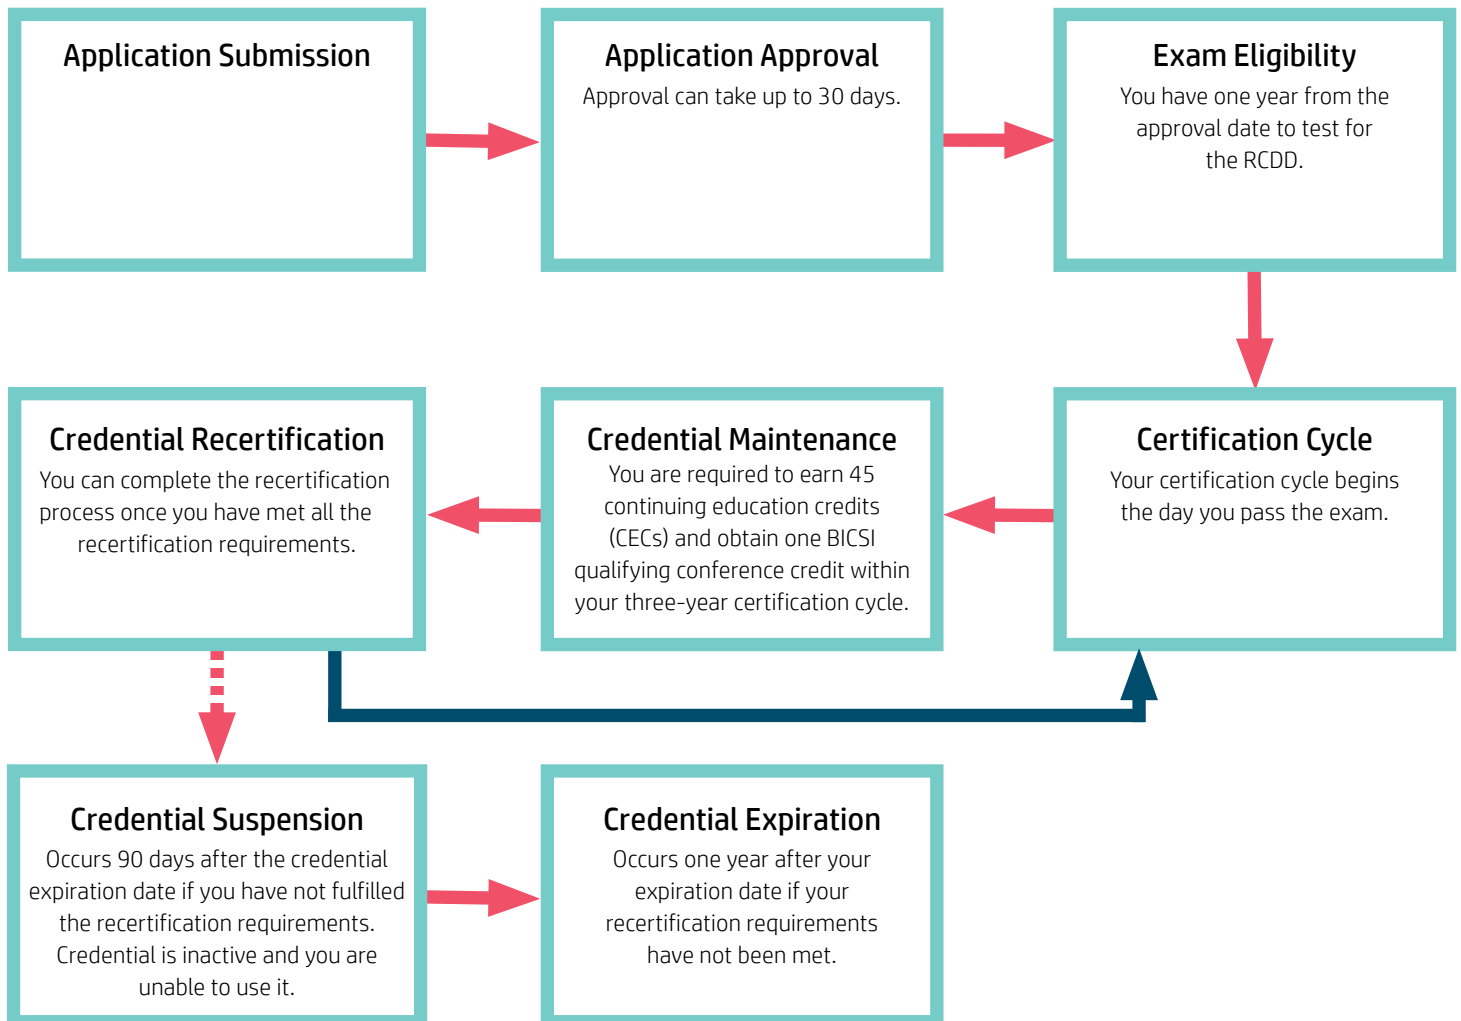 Application Submission
Application Approval
Approval can take up to 30 days.
Exam Eligibility
You have one year from the
approval date to test for
the RCDD.
Credential Recertification
You can complete the recertification
process once you have met all the
recertification requirements.
Credential Maintenance
You are required to earn 45
continuing education credits
(CECs) and obtain one BICSI
qualifying conference credit within
your three-year certification cycle.
Certification Cycle
Your certification cycle begins
the day you pass the exam.
Credential Suspension
Occurs 90 days after the credential
expiration date if you have not fulfilled
the recertification requirements.
Credential is inactive and you are
unable to use it.
Credential Expiration
Occurs one year after your
expiration date if your
recertification requirements
have not been met.